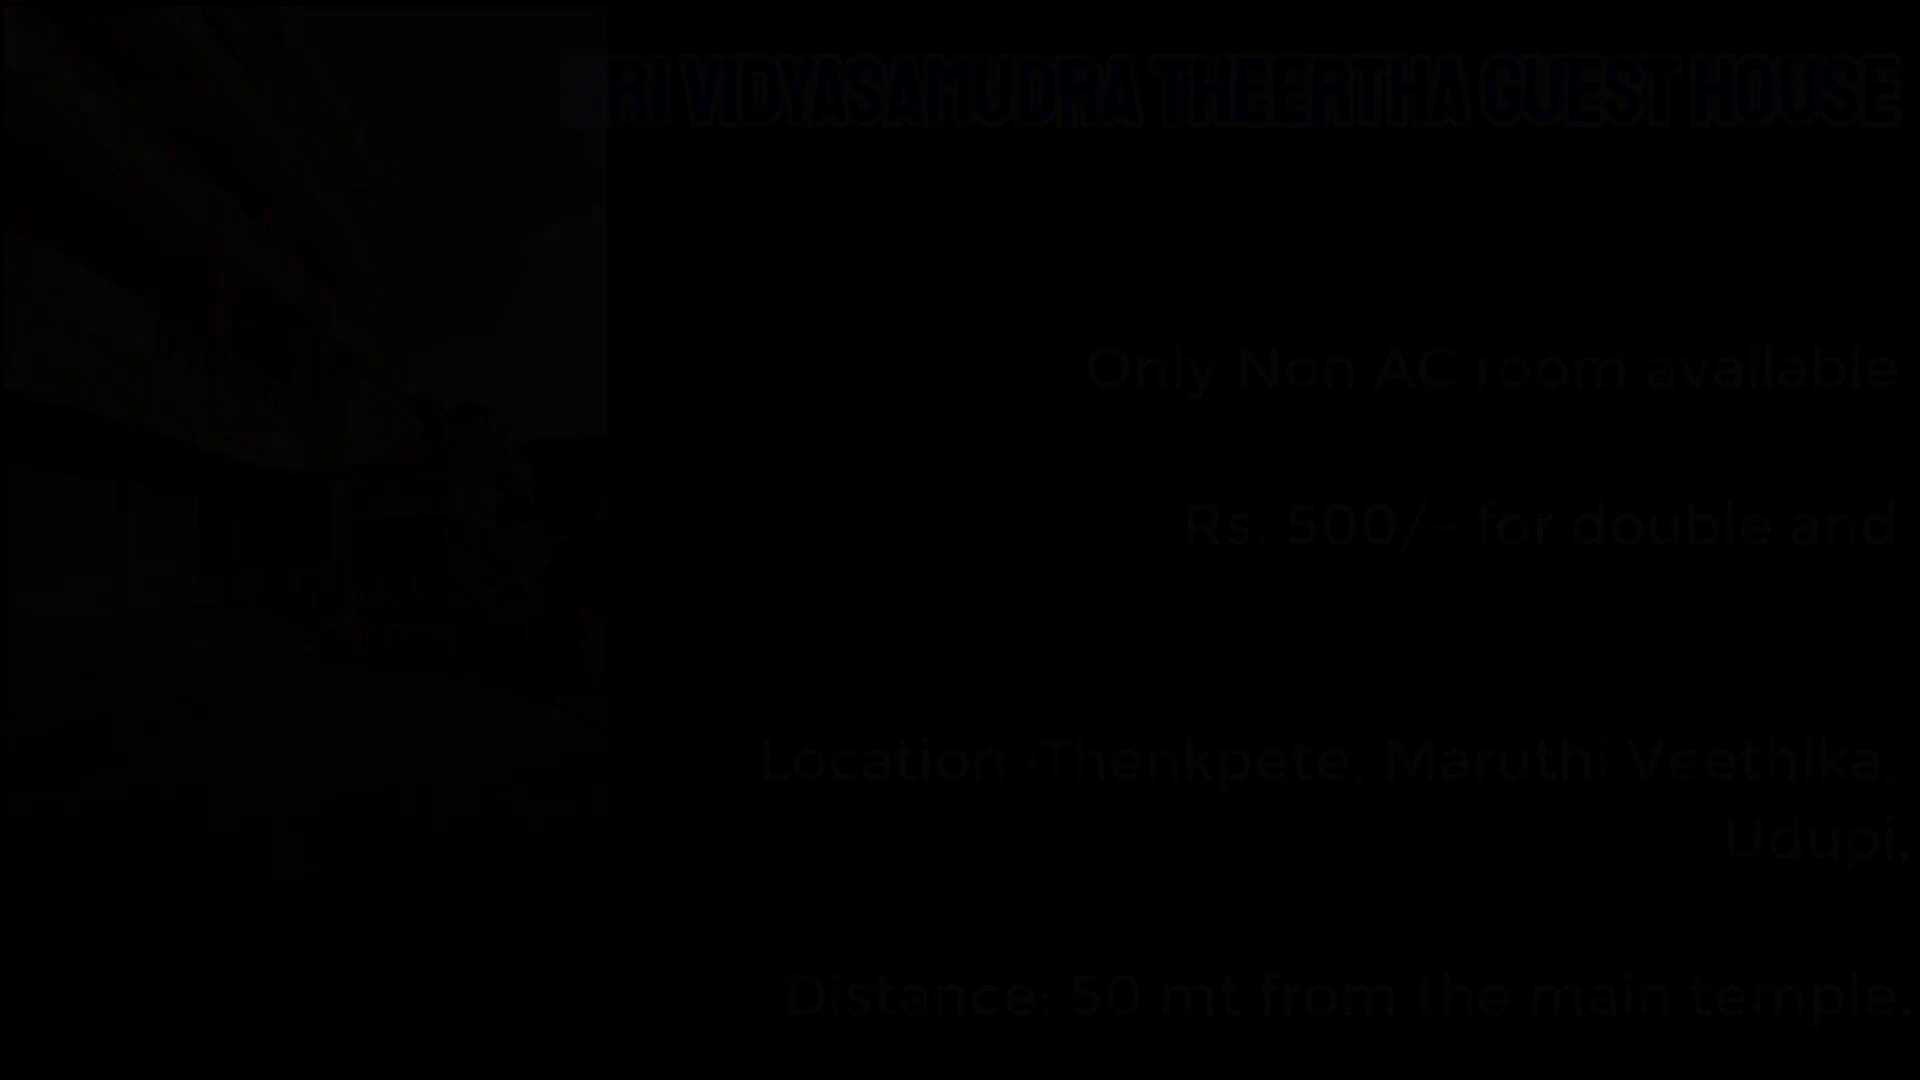 SRI VIDYASAMUDRA THEERTHA GUEST HOUSE
Only Non AC room available
Rs. 500/- for double and
Location :Thenkpete, Maruthi Veethika,
Udupi,
Distance: 50 mt from the main temple.